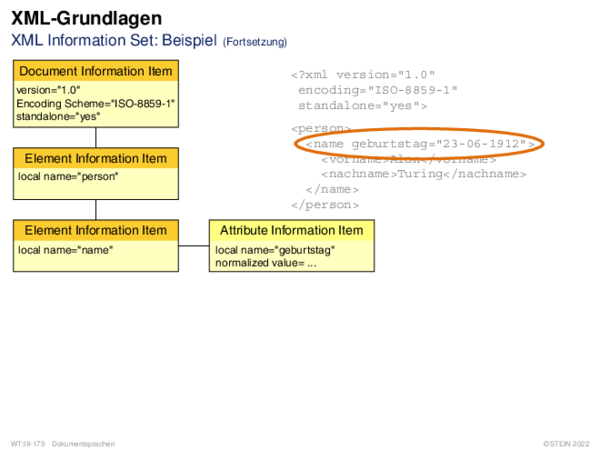 XML-Grundlagen
XML Information Set: Beispiel (Fortsetzung)
Document Information Item
version="1.0"
Encoding Scheme="ISO-8859-1"
standalone="yes"
Element Information Item
local name="person"
Element Information Item
local name="name"
Attribute Information Item
local name="geburtstag"
normalized value= ...
<?xml version="1.0"
encoding="ISO-8859-1"
standalone="yes">
<person>
<name geburtstag="23-06-1912">
<vorname>Alan</vorname>
<nachname>Turing</nachname>
</name>
</person>
WT:III-179 Dokumentsprachen
©STEIN 2022